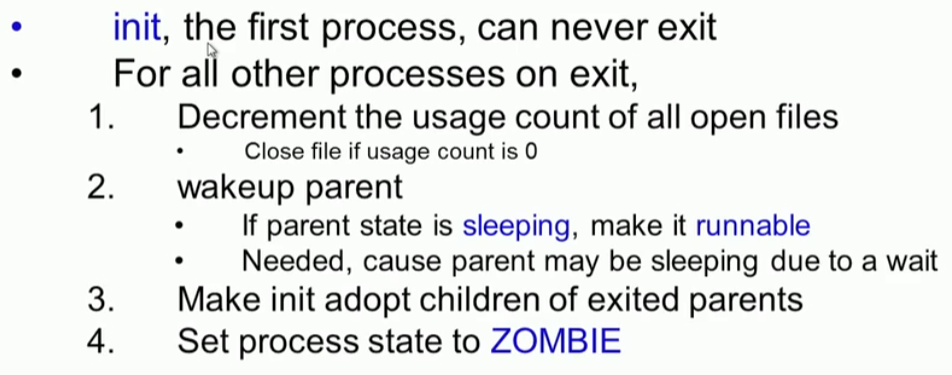 • init, the first process, can never exit
• For all other processes on exit,
1. Decrement the usage count of all open files
• Close file if usage count is 0
2. wakeup parent
• If parent state is sleeping, make it runnable
• Needed, cause parent may be sleeping due to a wait
3. Make init adopt children of exited parents
4. Set process state to ZOMBIE